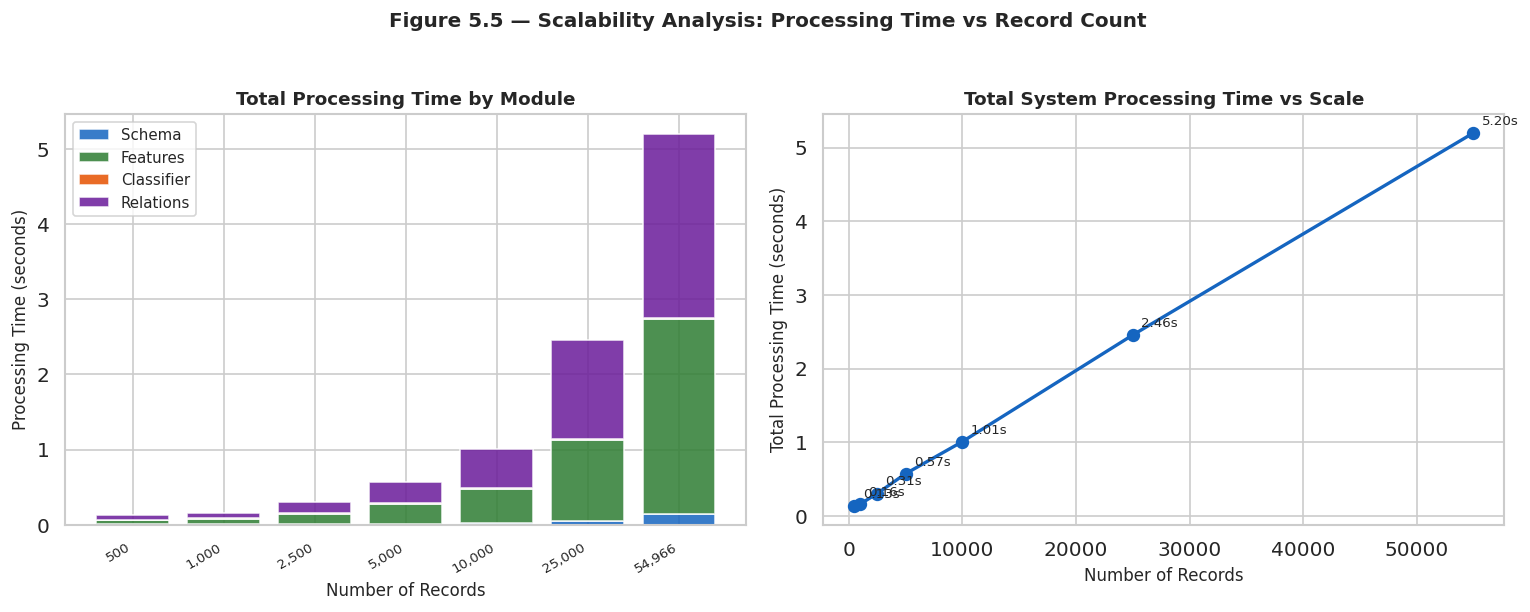 Figure 5.5 — Scalability Analysis: Processing Time vs Record Count
Total Processing Time by Module
Schema
Features
Classifier
Relations
Processing Time (seconds)
5
4
3
2
1
0
500
1,000
2,500
5,000
10,000
25,000
54,966
Number of Records
Total System Processing Time vs Scale
Total Processing Time (seconds)
5
4
3
2
1
0
5.20s
2.46s
1.01s
0.57s
0.31s
0.16s
0.13s
0
10000
20000
30000
40000
50000
Number of Records